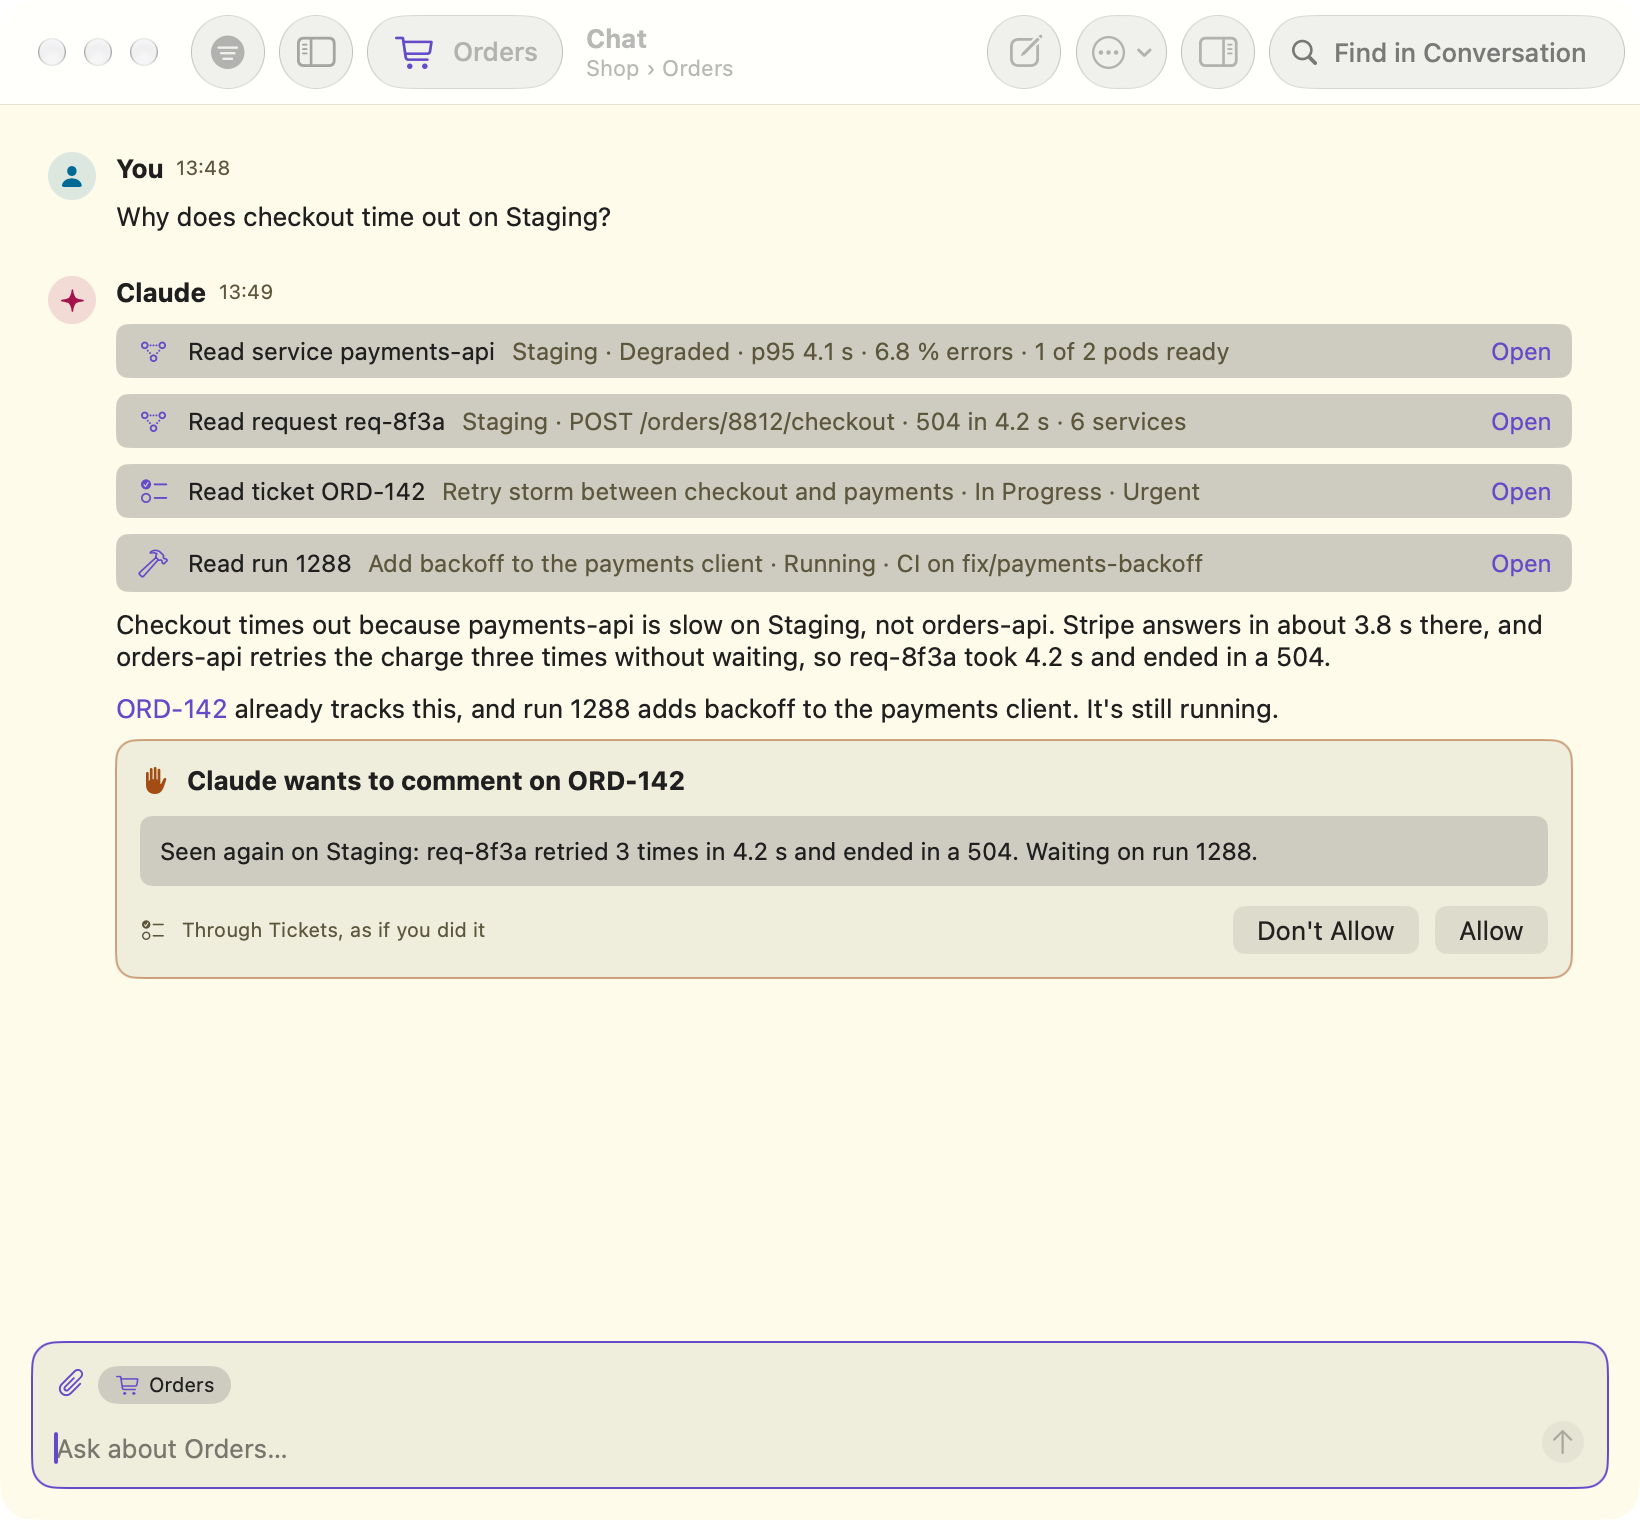 Orders
Chat
Shop › Orders
Find in Conversation
You 13:48
Why does checkout time out on Staging?
Claude 13:49
Read service payments-api Staging · Degraded · p95 4.1 s · 6.8 % errors · 1 of 2 pods ready Open
Read request req-8f3a Staging · POST /orders/8812/checkout · 504 in 4.2 s · 6 services Open
Read ticket ORD-142 Retry storm between checkout and payments · In Progress · Urgent Open
Read run 1288 Add backoff to the payments client · Running · CI on fix/payments-backoff Open
Checkout times out because payments-api is slow on Staging, not orders-api. Stripe answers in about 3.8 s there, and
orders-api retries the charge three times without waiting, so req-8f3a took 4.2 s and ended in a 504.
ORD-142 already tracks this, and run 1288 adds backoff to the payments client. It's still running.
Claude wants to comment on ORD-142
Seen again on Staging: req-8f3a retried 3 times in 4.2 s and ended in a 504. Waiting on run 1288.
Through Tickets, as if you did it
Don't Allow
Allow
Orders
Ask about Orders...